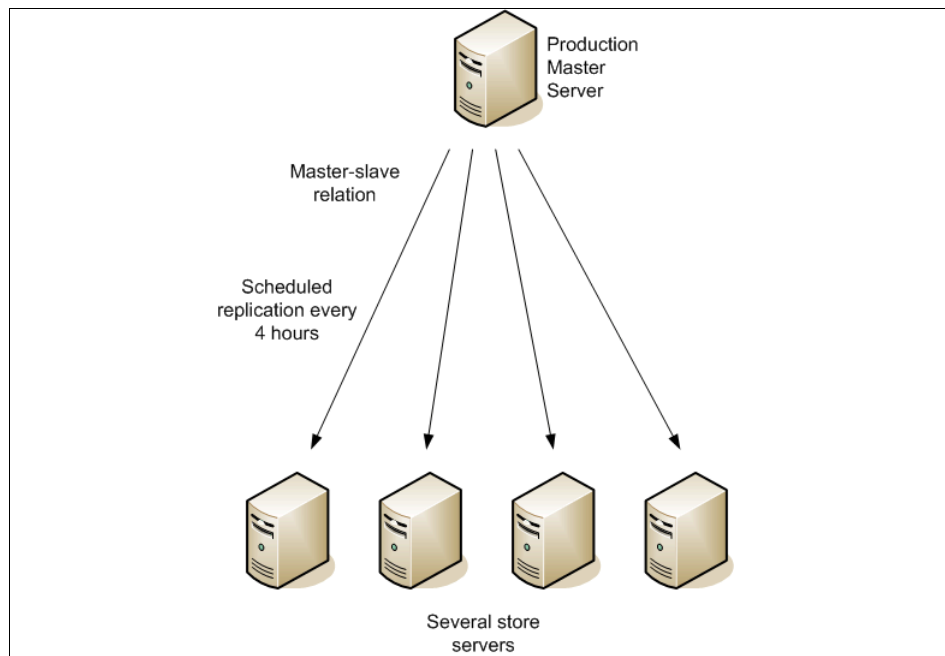 Production
Master
Server
Master-slave
relation
Scheduled
replication every
4 hours
Several store
servers